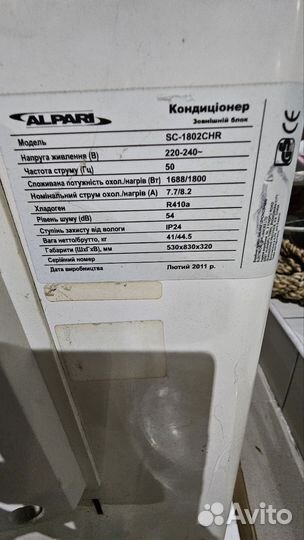 ALPARI
Кондиціонер
Зовнішній блок
Модель SC-1802CHR
Напруга живлення (В) 220-240~
Частота струму (Гц) 50
Споживана потужність охол./нагрів (Вт) 1688/1800
Номінальний струм охол./нагрів (А) 7.7/8.2
Хладоген R410a
Рівень шуму (dB) 54
Ступінь захисту від вологи IP24
Вага нетто/брутто, кг 41/44.5
Габарити (ШхГхВ), мм 530x830x320
Серійний номер
Дата виробництва Лютий 2011 р.
Avito